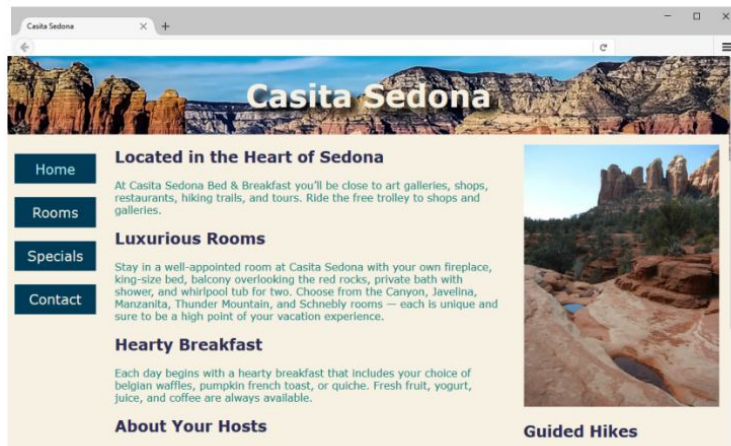 Casita Sedona
Casita Sedona
Home
Rooms
Specials
Contact
Located in the Heart of Sedona
At Casita Sedona Bed & Breakfast you'll be close to art galleries, shops,
restaurants, hiking trails, and tours. Ride the free trolley to shops and
galleries.
Luxurious Rooms
Stay in a well-appointed room at Casita Sedona with your own fireplace,
king-size bed, balcony overlooking the red rocks, private bath with
shower, and whirlpool tub for two. Choose from the Canyon, Javelina,
Manzanita, Thunder Mountain, and Schnebly rooms — each is unique and
sure to be a high point of your vacation experience.
Hearty Breakfast
Each day begins with a hearty breakfast that includes your choice of
belgian waffles, pumpkin french toast, or quiche. Fresh fruit, yogurt,
juice, and coffee are always available.
About Your Hosts
Guided Hikes